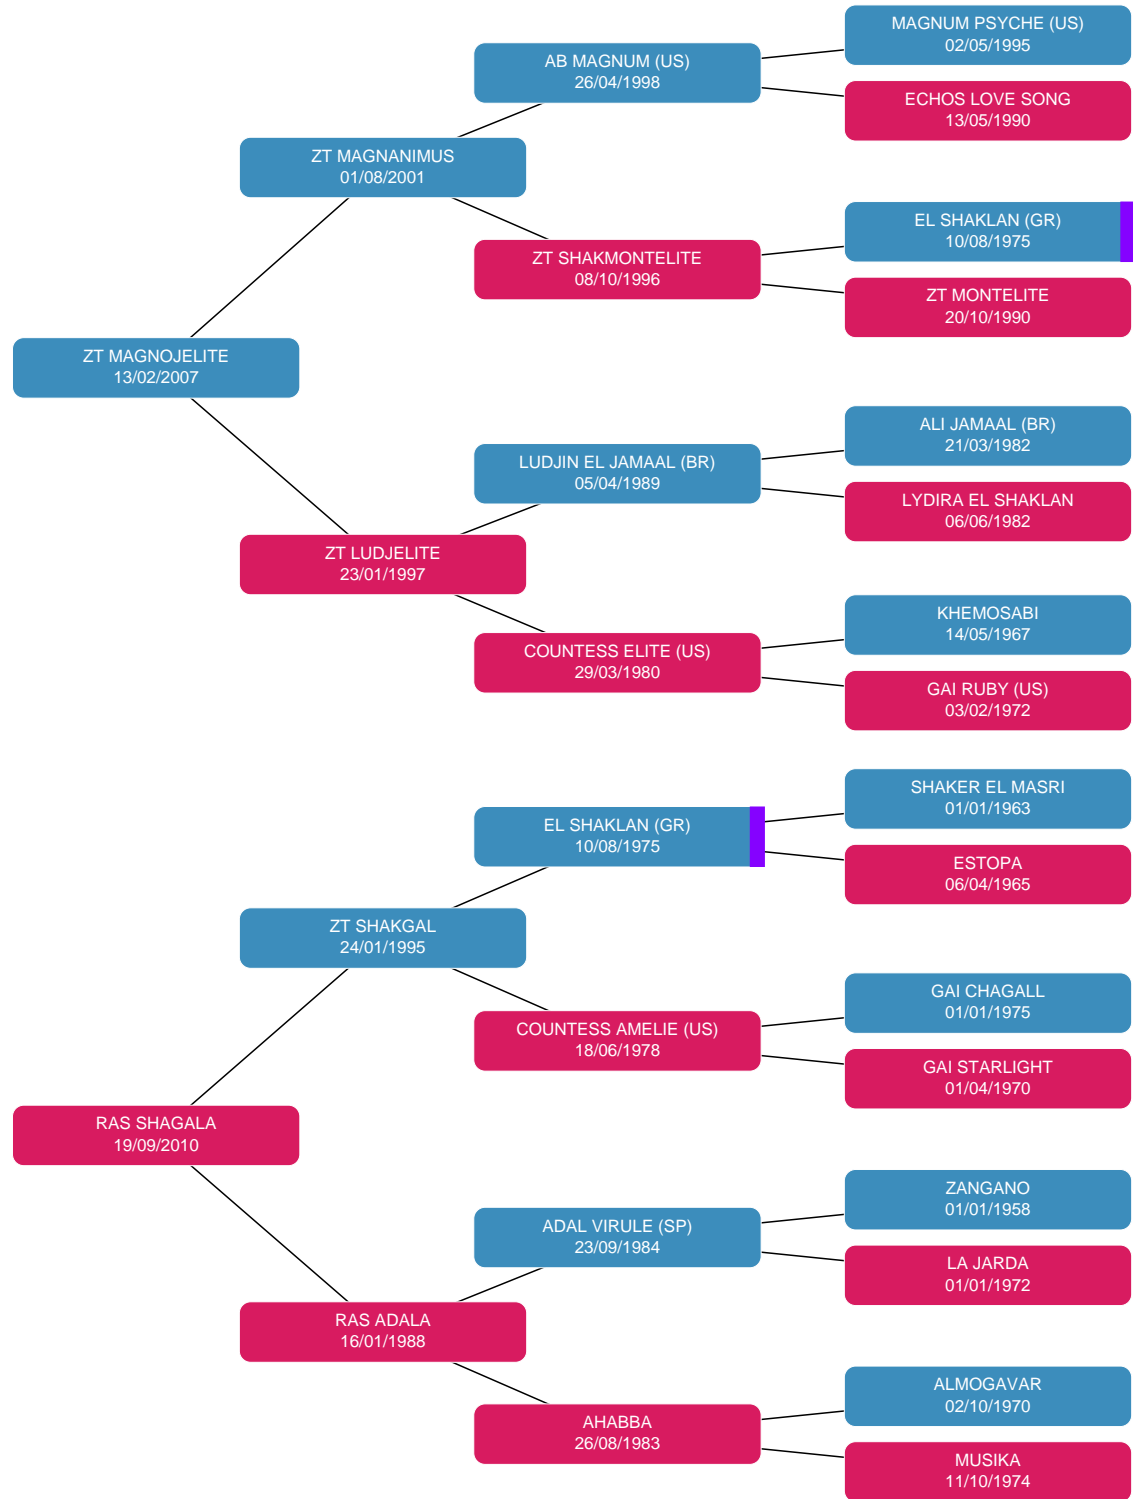 MAGNUM PSYCHE (US)
02/05/1995
AB MAGNUM (US)
26/04/1998
ECHOS LOVE SONG
13/05/1990
ZT MAGNANIMUS
01/08/2001
EL SHAKLAN (GR)
10/08/1975
ZT SHAKMONTELITE
08/10/1996
ZT MONTELITE
20/10/1990
ZT MAGNOJELITE
13/02/2007
ALI JAMAAL (BR)
21/03/1982
LUDJIN EL JAMAAL (BR)
05/04/1989
LYDIRA EL SHAKLAN
06/06/1982
ZT LUDJELITE
23/01/1997
KHEMOSABI
14/05/1967
COUNTESS ELITE (US)
29/03/1980
GAI RUBY (US)
03/02/1972
SHAKER EL MASRI
01/01/1963
EL SHAKLAN (GR)
10/08/1975
ESTOPA
06/04/1965
ZT SHAKGAL
24/01/1995
GAI CHAGALL
01/01/1975
COUNTESS AMELIE (US)
18/06/1978
GAI STARLIGHT
01/04/1970
RAS SHAGALA
19/09/2010
ZANGANO
01/01/1958
ADAL VIRULE (SP)
23/09/1984
LA JARDA
01/01/1972
RAS ADALA
16/01/1988
ALMOGAVAR
02/10/1970
AHABBA
26/08/1983
MUSIKA
11/10/1974